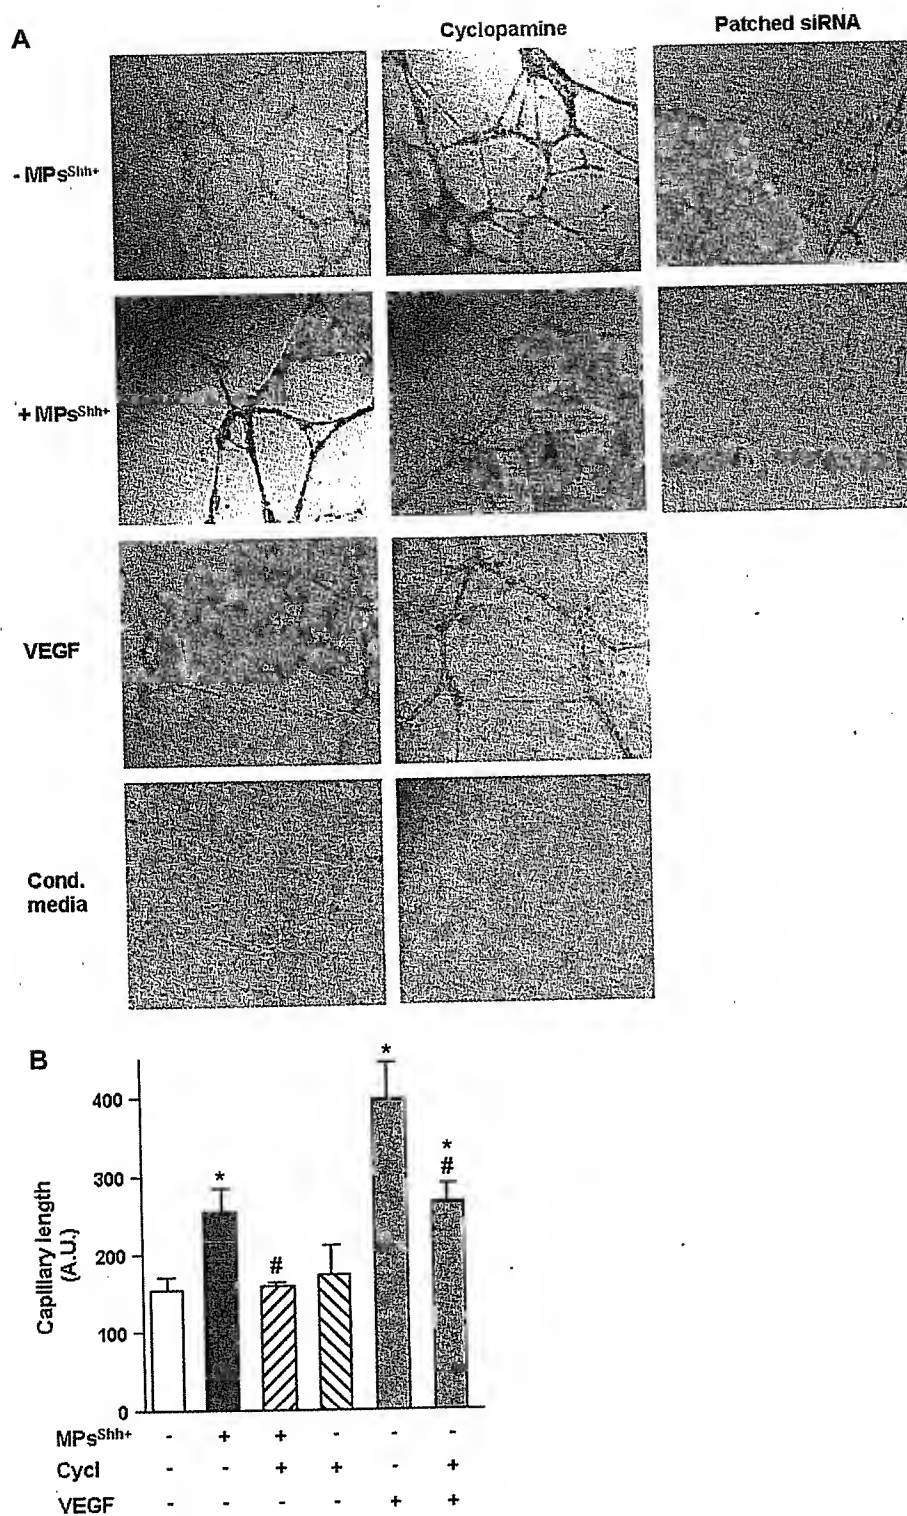 A
Cyclopamine
Patched siRNA
- MPsShh+
+ MPsShh+
VEGF
Cond.
media
B
Capillary length
(A.U.)
400
300
200
100
0
*
*
#
*
*
#
MPsShh+ - + + - - -
Cycl - - + + - +
VEGF - - - - + +